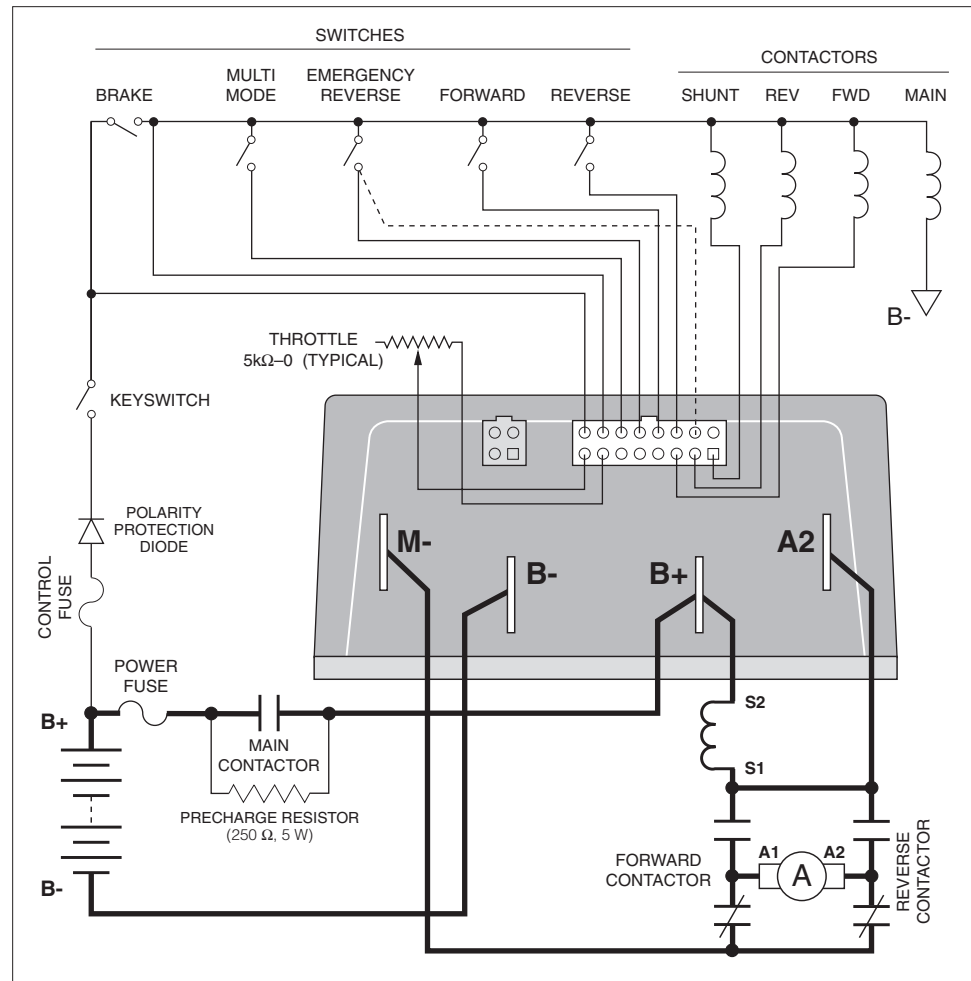 SWITCHES
CONTACTORS
BRAKE
MULTI
MODE
EMERGENCY
REVERSE
FORWARD
REVERSE
SHUNT
REV
FWD
MAIN
B-
THROTTLE
5kΩ–0 (TYPICAL)
KEYSWITCH
POLARITY
PROTECTION
DIODE
CONTROL
FUSE
M-
B-
B+
A2
POWER
FUSE
B+
MAIN
CONTACTOR
PRECHARGE RESISTOR
(250 Ω, 5 W)
B-
S2
S1
FORWARD
CONTACTOR
A1
A
A2
REVERSE
CONTACTOR